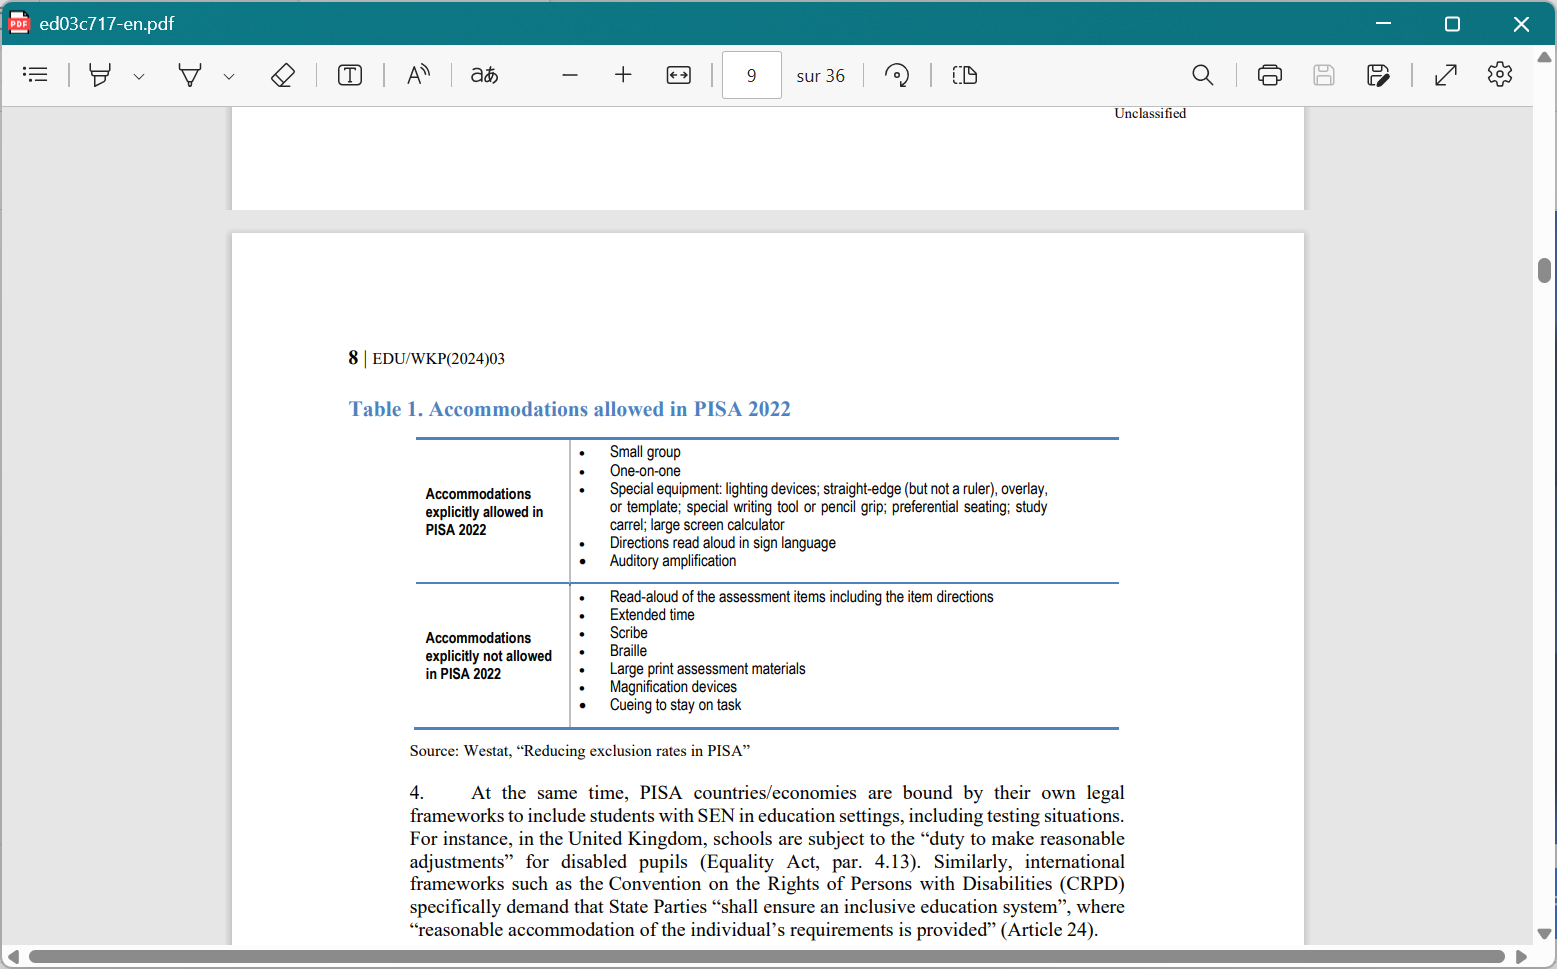 ed03c717-en.pdf
9 sur 36
Unclassified
8 | EDU/WKP(2024)03
Table 1. Accommodations allowed in PISA 2022
Accommodations
explicitly allowed in
PISA 2022
• Small group
• One-on-one
• Special equipment: lighting devices; straight-edge (but not a ruler), overlay,
or template; special writing tool or pencil grip; preferential seating; study
carrel; large screen calculator
• Directions read aloud in sign language
• Auditory amplification
Accommodations
explicitly not allowed
in PISA 2022
• Read-aloud of the assessment items including the item directions
• Extended time
• Scribe
• Braille
• Large print assessment materials
• Magnification devices
• Cueing to stay on task
Source: Westat, “Reducing exclusion rates in PISA”
4. At the same time, PISA countries/economies are bound by their own legal
frameworks to include students with SEN in education settings, including testing situations.
For instance, in the United Kingdom, schools are subject to the “duty to make reasonable
adjustments” for disabled pupils (Equality Act, par. 4.13). Similarly, international
frameworks such as the Convention on the Rights of Persons with Disabilities (CRPD)
specifically demand that State Parties “shall ensure an inclusive education system”, where
“reasonable accommodation of the individual’s requirements is provided” (Article 24).